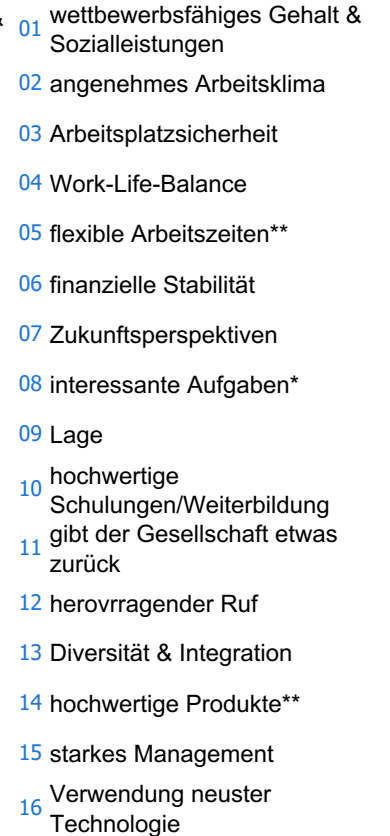 &
01 wettbewerbsfähiges Gehalt &
Sozialleistungen
02 angenehmes Arbeitsklima
03 Arbeitsplatzsicherheit
04 Work-Life-Balance
05 flexible Arbeitszeiten**
06 finanzielle Stabilität
07 Zukunftsperspektiven
08 interessante Aufgaben*
09 Lage
10 hochwertige
Schulungen/Weiterbildung
11 gibt der Gesellschaft etwas
zurück
12 herovrragender Ruf
13 Diversität & Integration
14 hochwertige Produkte**
15 starkes Management
16 Verwendung neuster
Technologie